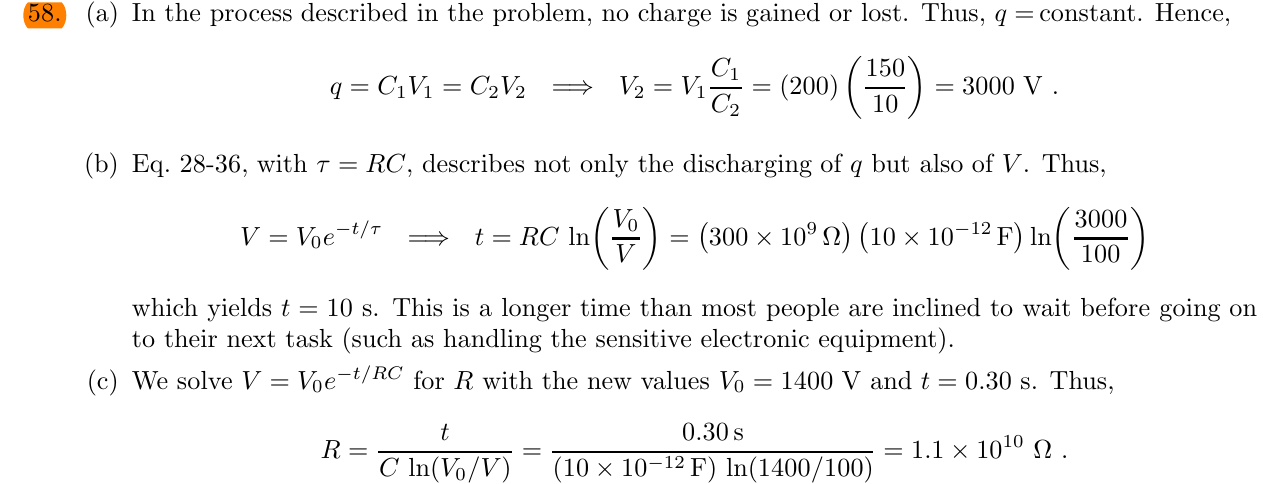 58. (a) In the process described in the problem, no charge is gained or lost. Thus, q = constant. Hence,
q = C₁V₁ = C₂V₂ ⟹ V₂ = V₁ C₁/C₂ = (200) (150/10) = 3000 V .
(b) Eq. 28-36, with τ = RC, describes not only the discharging of q but also of V. Thus,
V = V₀e^{−t/τ} ⟹ t = RC ln(V₀/V) = (300 × 10⁹ Ω) (10 × 10⁻¹² F) ln(3000/100)
which yields t = 10 s. This is a longer time than most people are inclined to wait before going on
to their next task (such as handling the sensitive electronic equipment).
(c) We solve V = V₀e^{−t/RC} for R with the new values V₀ = 1400 V and t = 0.30 s. Thus,
R = t/(C ln(V₀/V)) = 0.30 s/((10 × 10⁻¹² F) ln(1400/100)) = 1.1 × 10¹⁰ Ω .